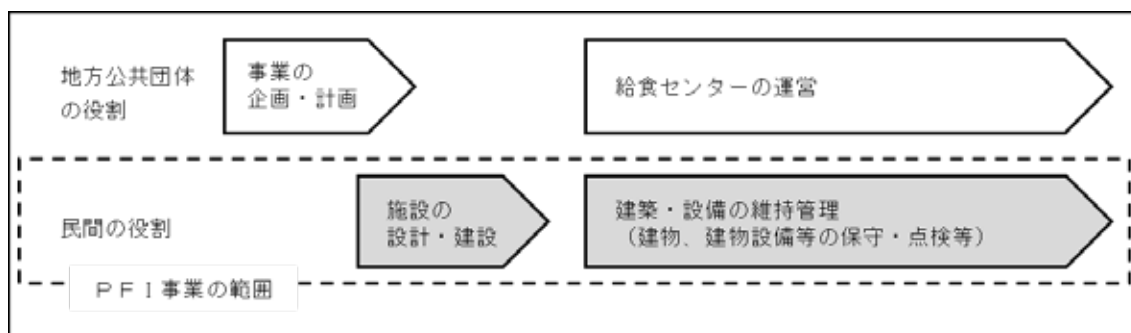 地方公共団体
の役割
事業の
企画・計画
給食センターの運営
民間の役割
施設の
設計・建設
建築・設備の維持管理
（建物、建物設備等の保守・点検等）
ＰＦＩ事業の範囲